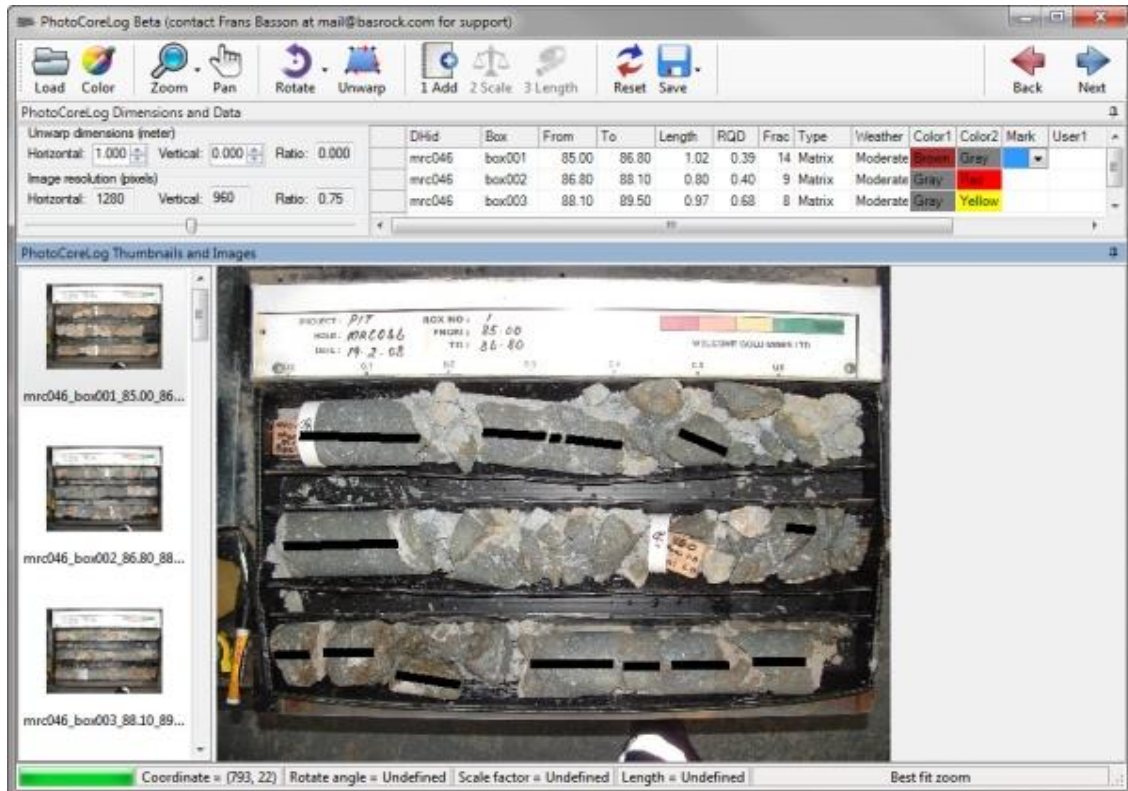 PhotoCoreLog Beta (contact Frans Basson at mail@basrock.com for support)
Load Color Zoom Pan Rotate Unwarp 1 Add 2 Scale 3 Length Reset Save Back Next
PhotoCoreLog Dimensions and Data
Unwarp dimensions (meter)
Horizontal: 1.000 Vertical: 0.000 Ratio: 0.000
Image resolution (pixels)
Horizontal: 1280 Vertical: 960 Ratio: 0.75
DHid Box From To Length RQD Frac Type Weather Color1 Color2 Mark User1
mrc046 box001 85.00 86.80 1.02 0.39 14 Matrix Moderate Brown Gray
mrc046 box002 86.80 88.10 0.80 0.40 9 Matrix Moderate Gray Red
mrc046 box003 88.10 89.50 0.97 0.68 8 Matrix Moderate Gray Yellow
PhotoCoreLog Thumbnails and Images
mrc046_box001_85.00_86...
mrc046_box002_86.80_88...
mrc046_box003_88.10_89...
PROJECT: PIT BOX NO: 1
HOLE: FROM: 85.00
DATE: 19-2-08 TO: 86-80
Coordinate = (793, 22) Rotate angle = Undefined Scale factor = Undefined Length = Undefined Best fit zoom